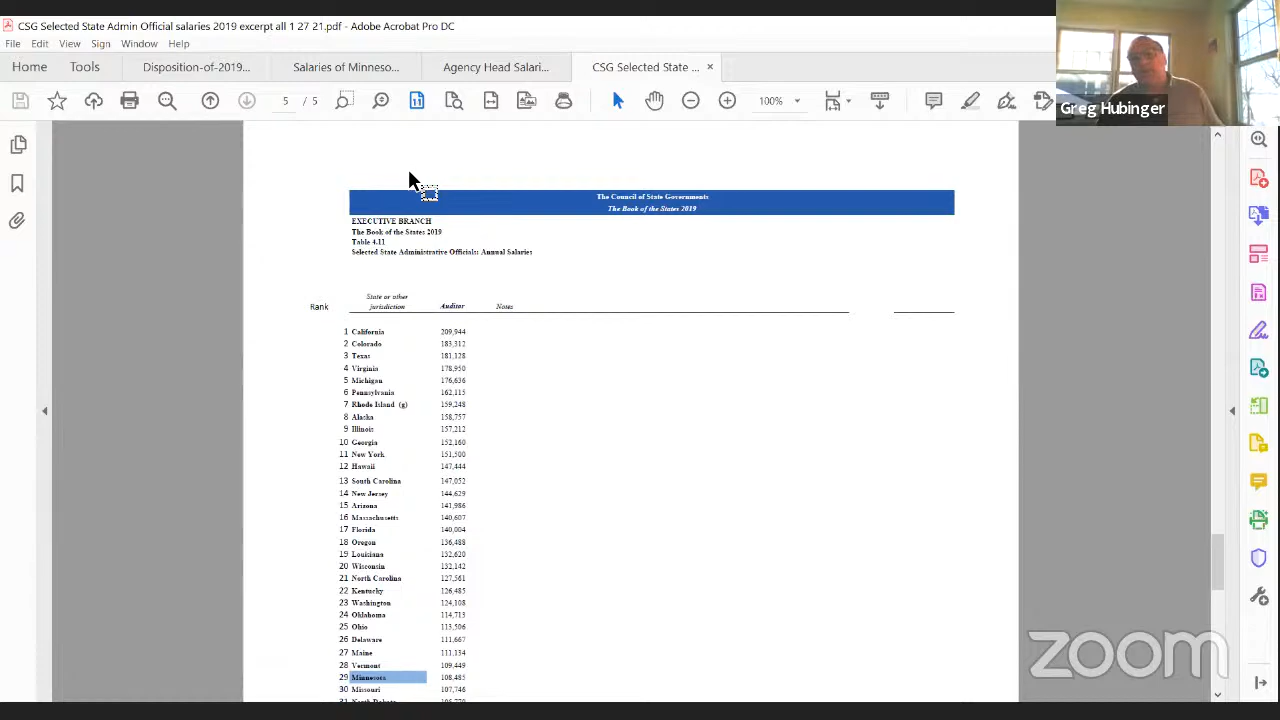 CSG Selected State Admin Official salaries 2019 excerpt all 1 27 21.pdf - Adobe Acrobat Pro DC
File Edit View Sign Window Help
Home Tools Disposition-of-2019... Salaries of Minneso... Agency Head Salari... CSG Selected State ... ×
5 / 5 100%
Greg Hubinger
The Council of State Governments
The Book of the States 2019
EXECUTIVE BRANCH
The Book of the States 2019
Table 4.11
Selected State Administrative Officials: Annual Salaries
State or other
Rank jurisdiction Auditor Notes
1 California 209,944
2 Colorado 183,312
3 Texas 181,128
4 Virginia 178,950
5 Michigan 176,636
6 Pennsylvania 162,115
7 Rhode Island (g) 159,248
8 Alaska 158,757
9 Illinois 157,212
10 Georgia 152,160
11 New York 151,500
12 Hawaii 147,444
13 South Carolina 147,052
14 New Jersey 144,629
15 Arizona 141,986
16 Massachusetts 140,607
17 Florida 140,004
18 Oregon 136,488
19 Louisiana 132,620
20 Wisconsin 132,142
21 North Carolina 127,561
22 Kentucky 126,485
23 Washington 124,108
24 Oklahoma 114,713
25 Ohio 113,506
26 Delaware 111,667
27 Maine 111,134
28 Vermont 109,449
29 Minnesota 108,485
30 Missouri 107,746
zoom